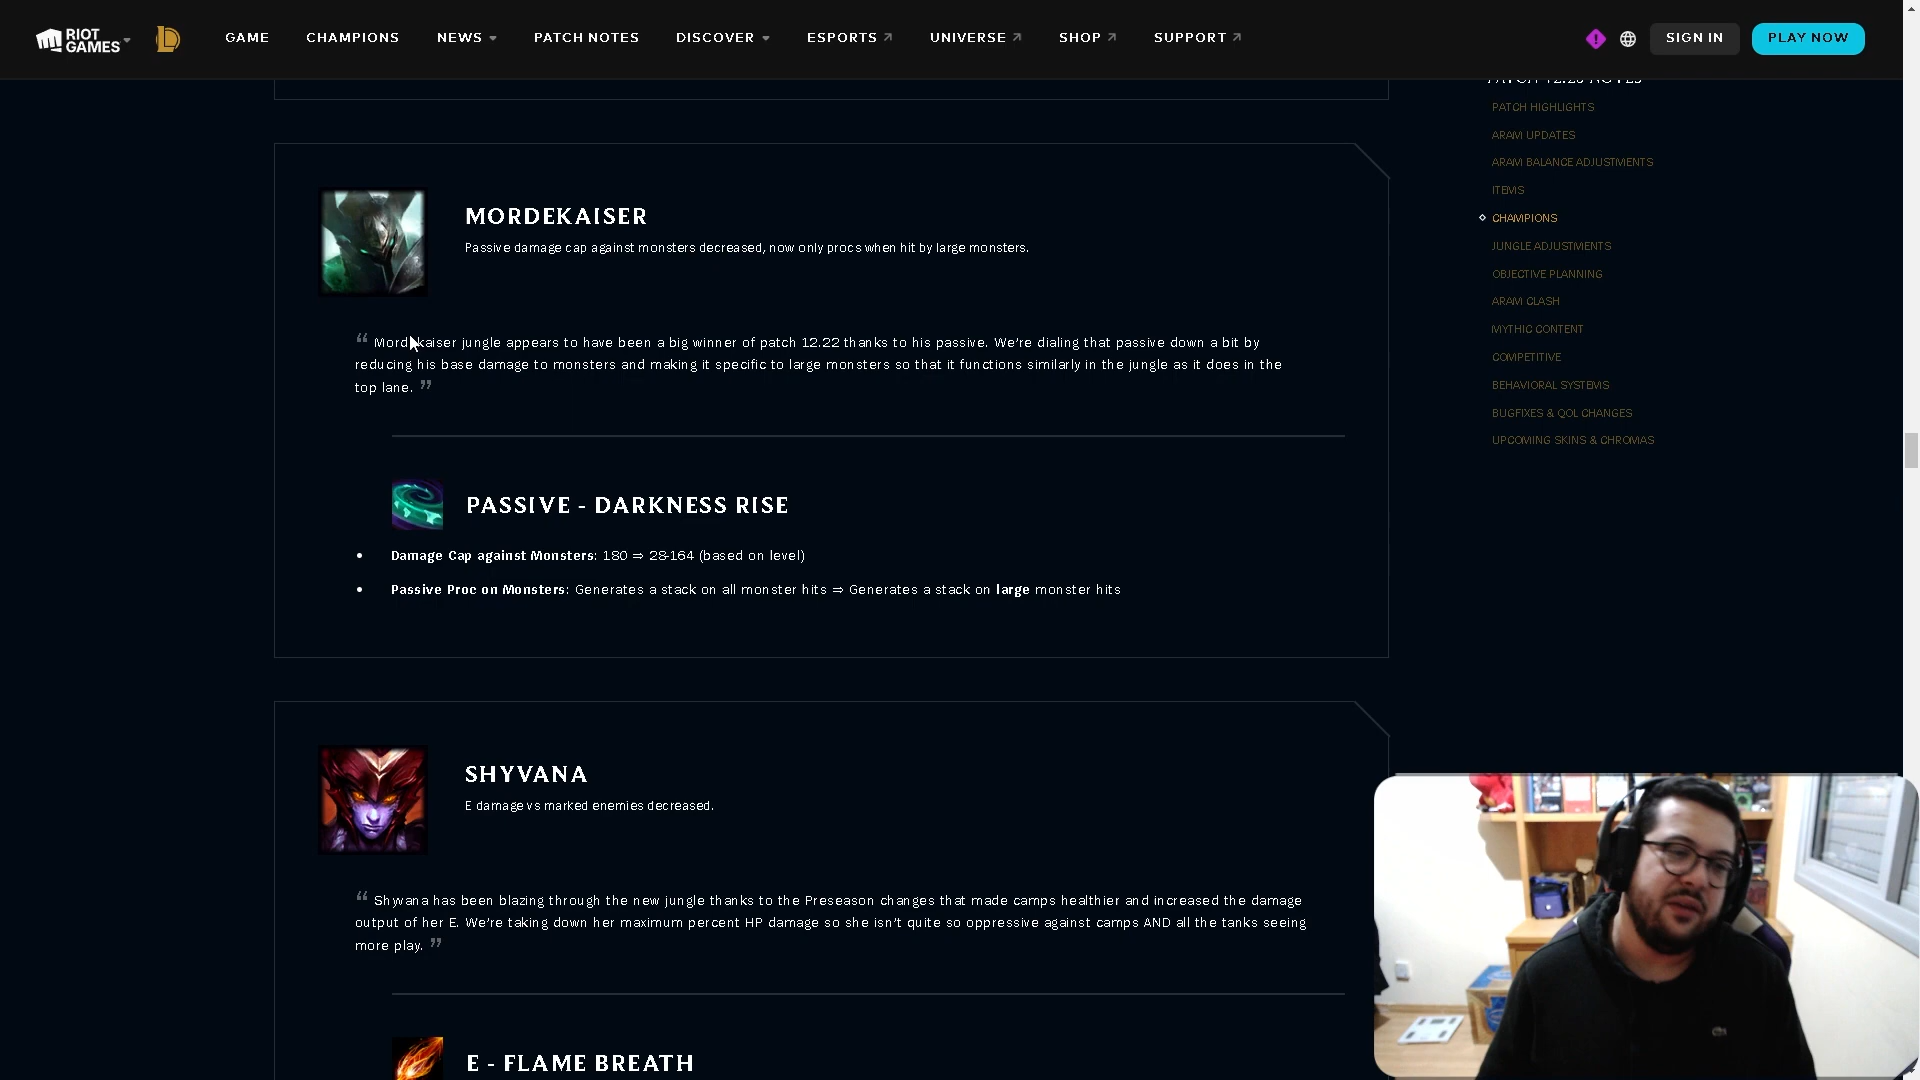 RIOT GAMES
GAME
CHAMPIONS
NEWS
PATCH NOTES
DISCOVER
ESPORTS
UNIVERSE
SHOP
SUPPORT
SIGN IN
PLAY NOW
MORDEKAISER
Passive damage cap against monsters decreased, now only procs when hit by large monsters.
“ Mordekaiser jungle appears to have been a big winner of patch 12.22 thanks to his passive. We’re dialing that passive down a bit by
reducing his base damage to monsters and making it specific to large monsters so that it functions similarly in the jungle as it does in the
top lane. ”
PASSIVE - DARKNESS RISE
• Damage Cap against Monsters: 180 ⇒ 28-164 (based on level)
• Passive Proc on Monsters: Generates a stack on all monster hits ⇒ Generates a stack on large monster hits
SHYVANA
E damage vs marked enemies decreased.
“ Shyvana has been blazing through the new jungle thanks to the Preseason changes that made camps healthier and increased the damage
output of her E. We’re taking down her maximum percent HP damage so she isn’t quite so oppressive against camps AND all the tanks seeing
more play. ”
E - FLAME BREATH
PATCH HIGHLIGHTS
ARAM UPDATES
ARAM BALANCE ADJUSTMENTS
ITEMS
CHAMPIONS
JUNGLE ADJUSTMENTS
OBJECTIVE PLANNING
ARAM CLASH
MYTHIC CONTENT
COMPETITIVE
BEHAVIORAL SYSTEMS
BUGFIXES & QOL CHANGES
UPCOMING SKINS & CHROMAS